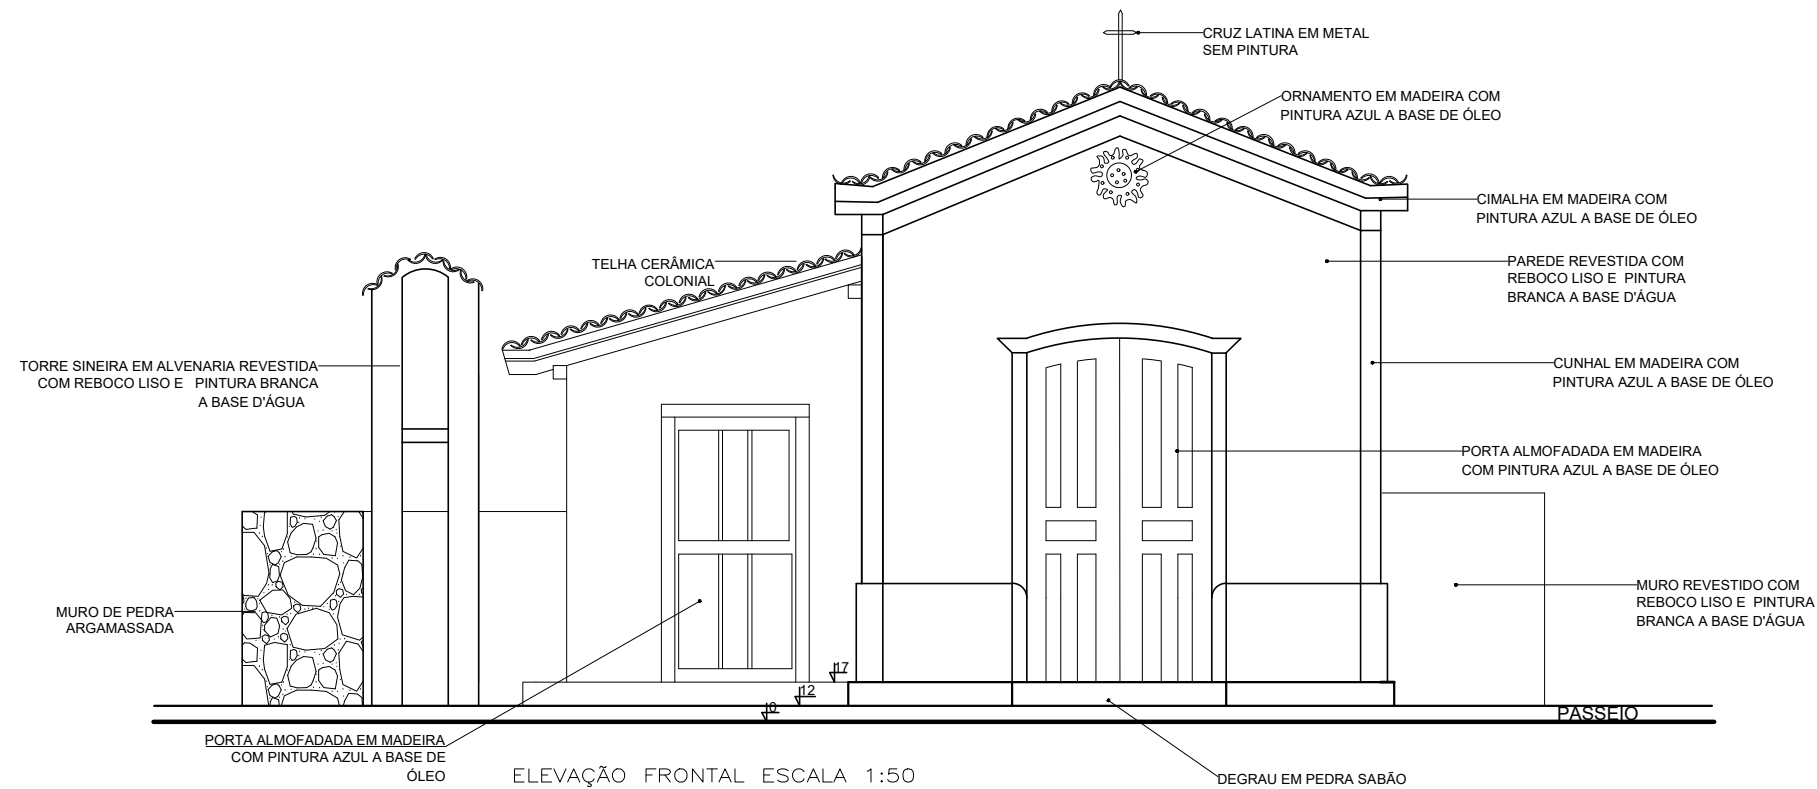 CRUZ LATINA EM METAL
SEM PINTURA
ORNAMENTO EM MADEIRA COM
PINTURA AZUL A BASE DE ÓLEO
CIMALHA EM MADEIRA COM
PINTURA AZUL A BASE DE ÓLEO
TELHA CERÂMICA
COLONIAL
PAREDE REVESTIDA COM
REBOCO LISO E PINTURA
BRANCA A BASE D'ÁGUA
TORRE SINEIRA EM ALVENARIA REVESTIDA
COM REBOCO LISO E PINTURA BRANCA
A BASE D'ÁGUA
CUNHAL EM MADEIRA COM
PINTURA AZUL A BASE DE ÓLEO
PORTA ALMOFADADA EM MADEIRA
COM PINTURA AZUL A BASE DE ÓLEO
MURO DE PEDRA
ARGAMASSADA
MURO REVESTIDO COM
REBOCO LISO E PINTURA
BRANCA A BASE D'ÁGUA
17
12
0
PASSEIO
PORTA ALMOFADADA EM MADEIRA
COM PINTURA AZUL A BASE DE
ÓLEO
ELEVAÇÃO FRONTAL ESCALA 1:50
DEGRAU EM PEDRA SABÃO